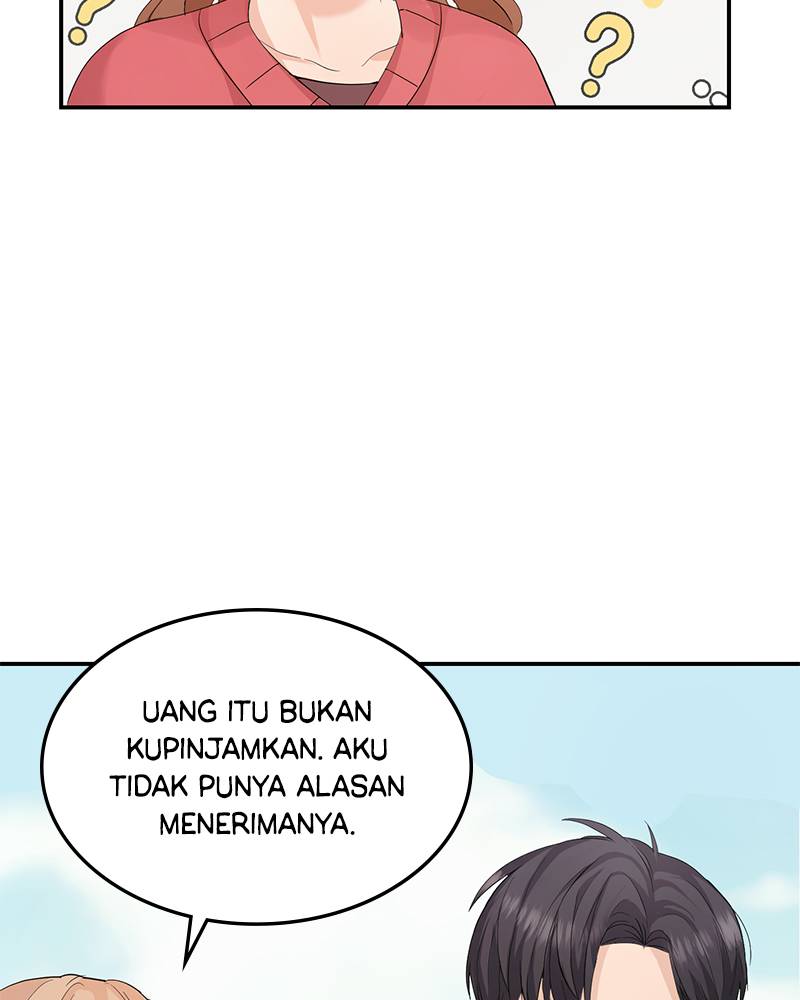 ?
?
UANG ITU BUKAN
KUPINJAMKAN. AKU
TIDAK PUNYA ALASAN
MENERIMANYA.